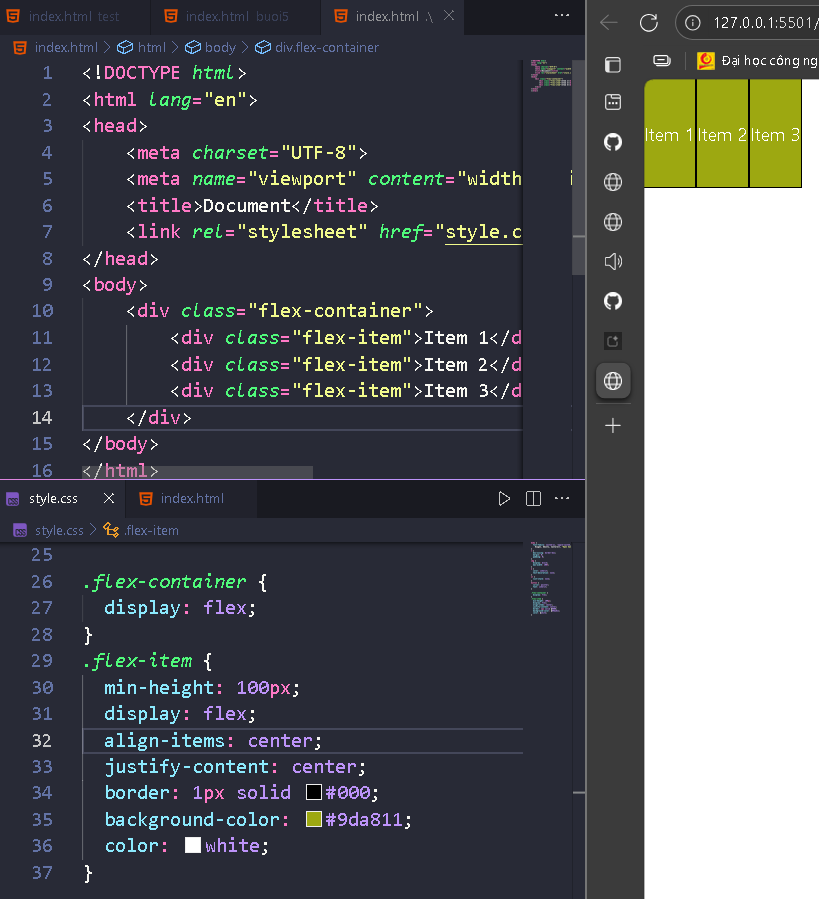 index.html test index.html buoi5 index.html .\ ···
index.html > html > body > div.flex-container
1 <!DOCTYPE html>
2 <html lang="en">
3 <head>
4 <meta charset="UTF-8">
5 <meta name="viewport" content="width i
6 <title>Document</title>
7 <link rel="stylesheet" href="style.c
8 </head>
9 <body>
10 <div class="flex-container">
11 <div class="flex-item">Item 1</d
12 <div class="flex-item">Item 2</d
13 <div class="flex-item">Item 3</d
14 </div>
15 </body>
16 </html>
style.css index.html ···
style.css > .flex-item
25
26 .flex-container {
27 display: flex;
28 }
29 .flex-item {
30 min-height: 100px;
31 display: flex;
32 align-items: center;
33 justify-content: center;
34 border: 1px solid #000;
35 background-color: #9da811;
36 color: white;
37 }
127.0.0.1:5501/
Đại học công ng
Item 1 Item 2 Item 3